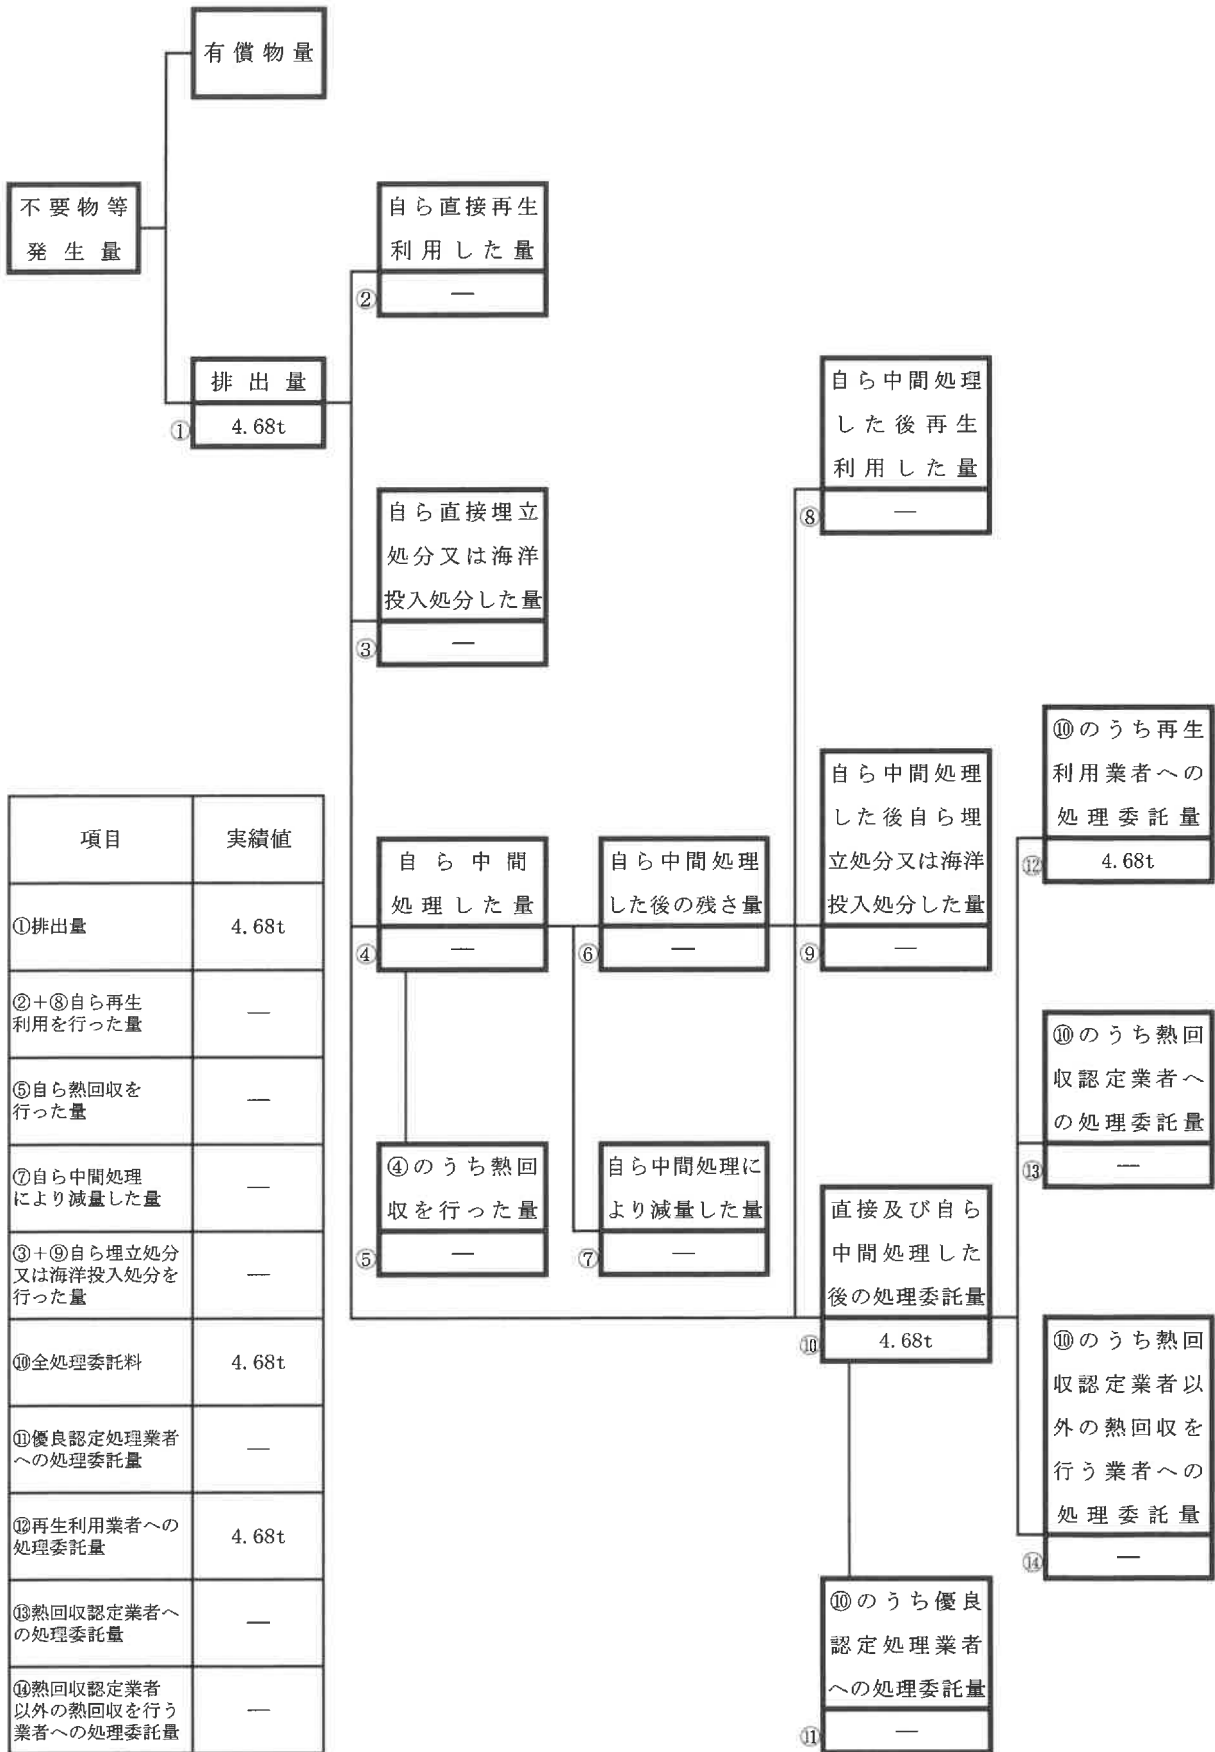 有償物量
不要物等
発生量
排出量
① 4.68t
自ら直接再生
利用した量
② ―
自ら直接埋立
処分又は海洋
投入処分した量
③ ―
自ら中間
処理した量
④ ―
④のうち熱回
収を行った量
⑤ ―
自ら中間処理
した後の残さ量
⑥ ―
自ら中間処理に
より減量した量
⑦ ―
自ら中間処理
した後再生
利用した量
⑧ ―
自ら中間処理
した後自ら埋
立処分又は海洋
投入処分した量
⑨ ―
直接及び自ら
中間処理した
後の処理委託量
⑩ 4.68t
⑩のうち優良
認定処理業者
への処理委託量
⑪ ―
⑩のうち再生
利用業者への
処理委託量
⑫ 4.68t
⑩のうち熱回
収認定業者へ
の処理委託量
⑬ ―
⑩のうち熱回
収認定業者以
外の熱回収を
行う業者への
処理委託量
⑭ ―
項目 実績値
①排出量 4.68t
②+⑧自ら再生
利用を行った量 ―
⑤自ら熱回収を
行った量 ―
⑦自ら中間処理
により減量した量 ―
③+⑨自ら埋立処分
又は海洋投入処分を
行った量 ―
⑩全処理委託料 4.68t
⑪優良認定処理業者
への処理委託量 ―
⑫再生利用業者への
処理委託量 4.68t
⑬熱回収認定業者へ
の処理委託量 ―
⑭熱回収認定業者
以外の熱回収を行う
業者への処理委託量 ―